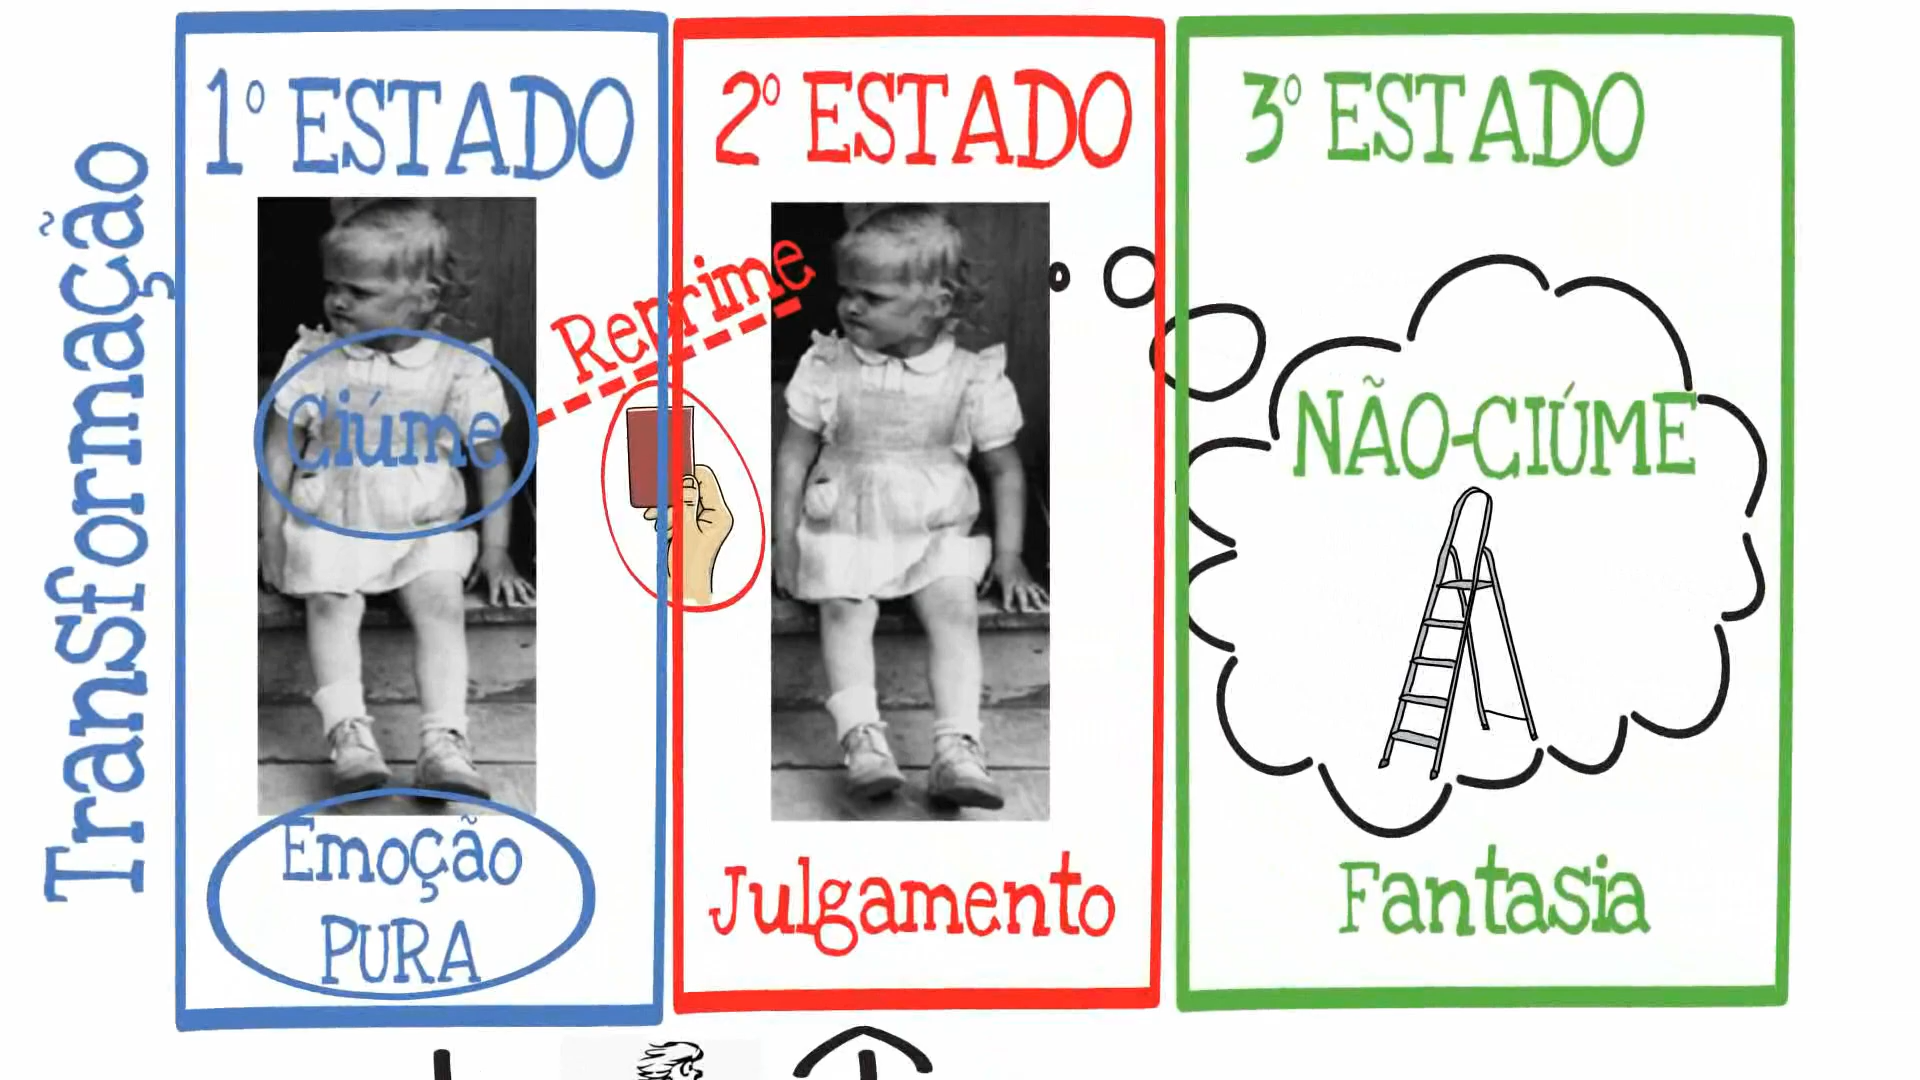 Transformação
1º ESTADO
Ciúme
Emoção
PURA
Reprime
2º ESTADO
Julgamento
3º ESTADO
NÃO-CIÚME
Fantasia